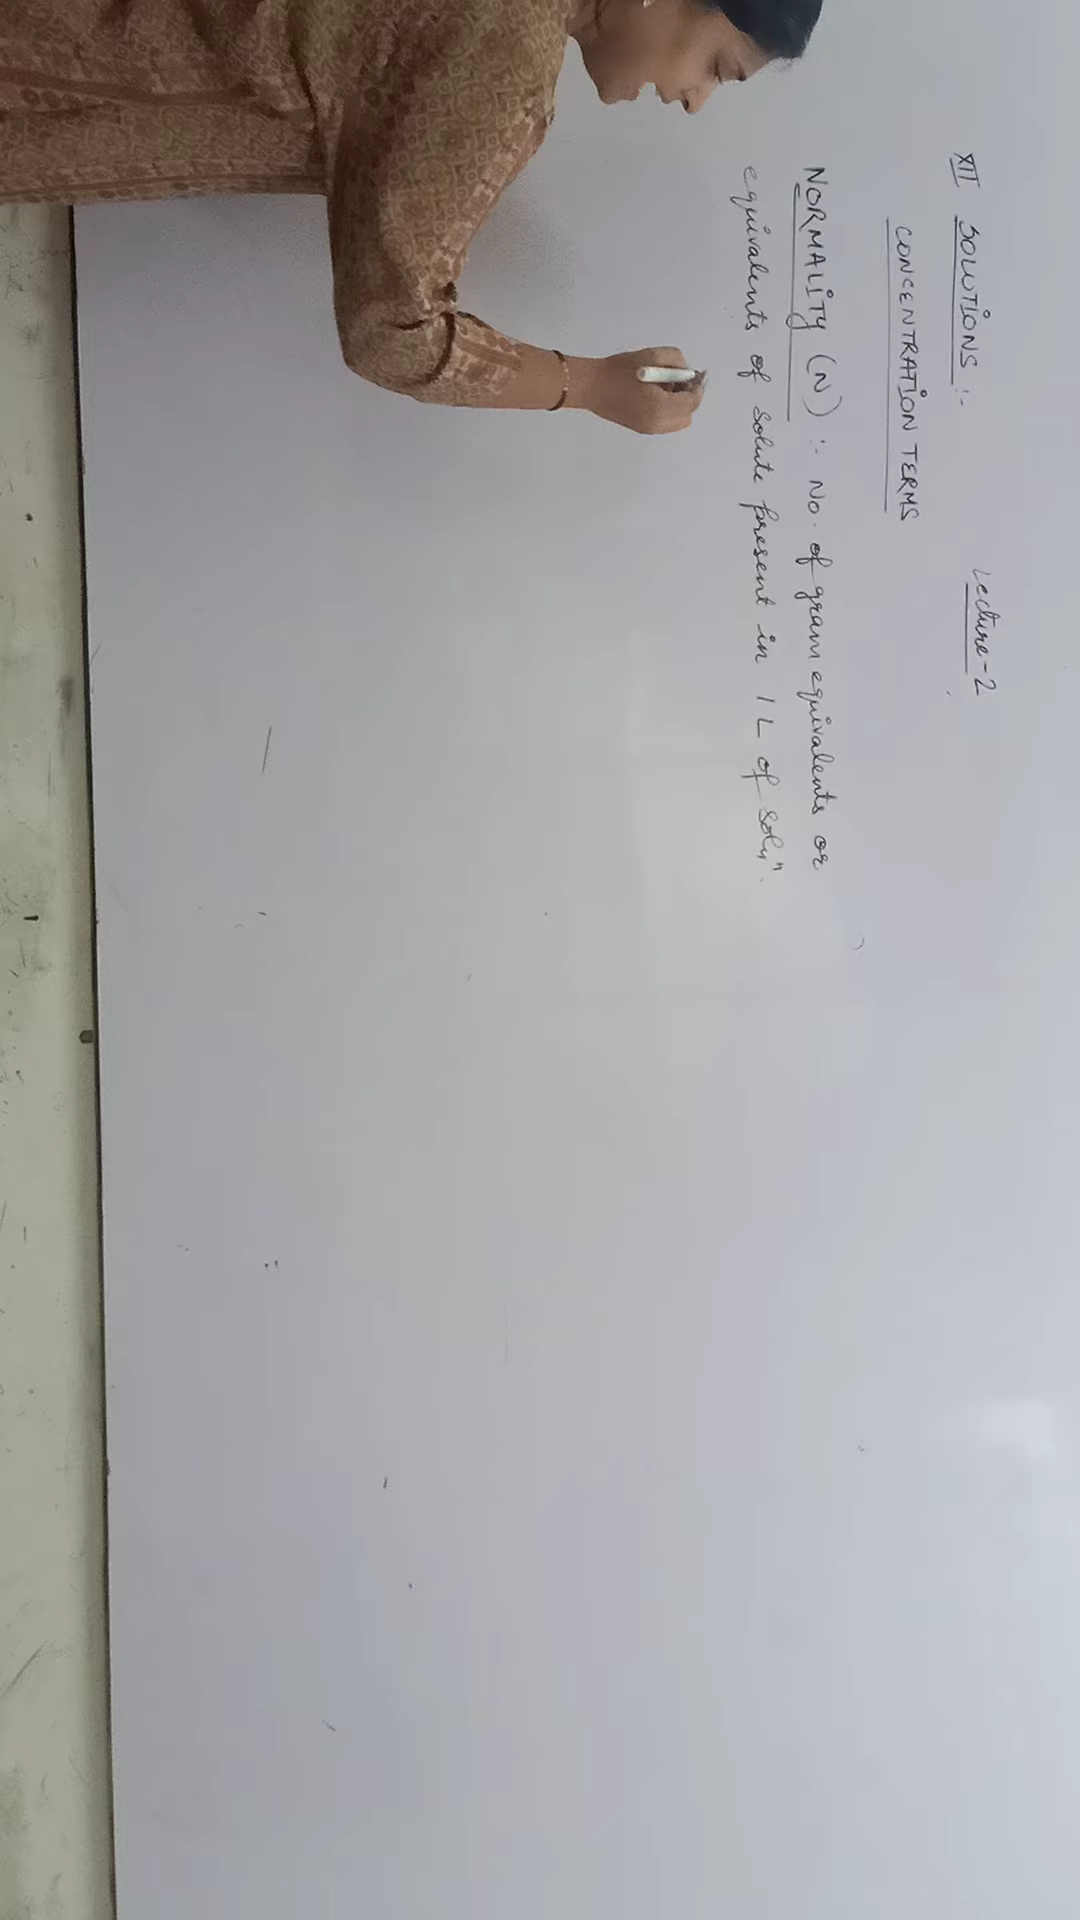 XII SOLUTIONS :- Lecture-2
CONCENTRATION TERMS
NORMALITY (N) :- No. of gram equivalents or
equivalents of solute present in 1 L of solnⁿ.